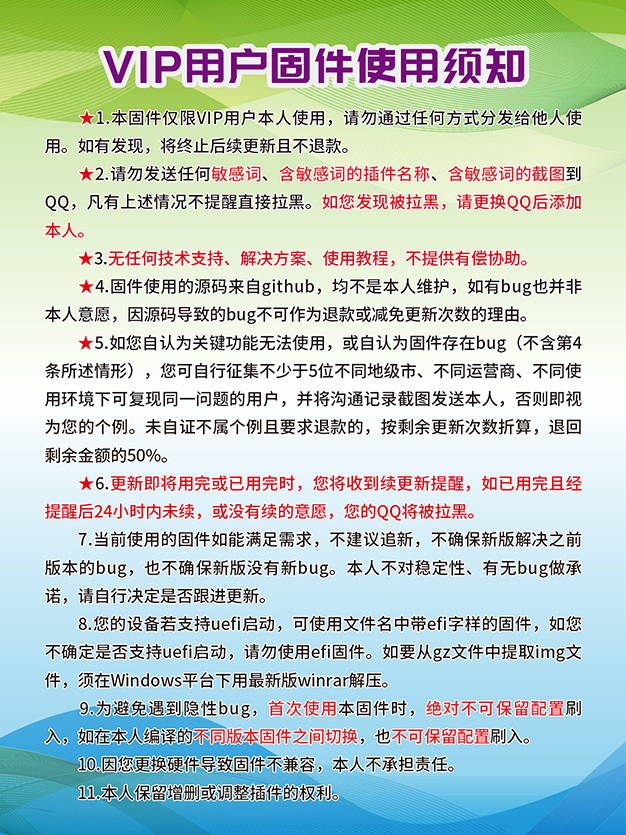 VIP用户固件使用须知
★1.本固件仅限VIP用户本人使用，请勿通过任何方式分发给他人使
用。如有发现，将终止后续更新且不退款。
★2.请勿发送任何敏感词、含敏感词的插件名称、含敏感词的截图到
QQ，凡有上述情况不提醒直接拉黑。如您发现被拉黑，请更换QQ后添加
本人。
★3.无任何技术支持、解决方案、使用教程，不提供有偿协助。
★4.固件使用的源码来自github，均不是本人维护，如有bug也并非
本人意愿，因源码导致的bug不可作为退款或减免更新次数的理由。
★5.如您自认为关键功能无法使用，或自认为固件存在bug（不含第4
条所述情形），您可自行征集不少于5位不同地级市、不同运营商、不同使
用环境下可复现同一问题的用户，并将沟通记录截图发送本人，否则即视
为您的个例。未自证不属个例且要求退款的，按剩余更新次数折算，退回
剩余金额的50%。
★6.更新即将用完或已用完时，您将收到续更新提醒，如已用完且经
提醒后24小时内未续，或没有续的意愿，您的QQ将被拉黑。
7.当前使用的固件如能满足需求，不建议追新，不确保新版解决之前
版本的bug，也不确保新版没有新bug。本人不对稳定性、有无bug做承
诺，请自行决定是否跟进更新。
8.您的设备若支持uefi启动，可使用文件名中带efi字样的固件，如您
不确定是否支持uefi启动，请勿使用efi固件。如要从gz文件中提取img文
件，须在Windows平台下用最新版winrar解压。
9.为避免遇到隐性bug，首次使用本固件时，绝对不可保留配置刷
入，如在本人编译的不同版本固件之间切换，也不可保留配置刷入。
10.因您更换硬件导致固件不兼容，本人不承担责任。
11.本人保留增删或调整插件的权利。